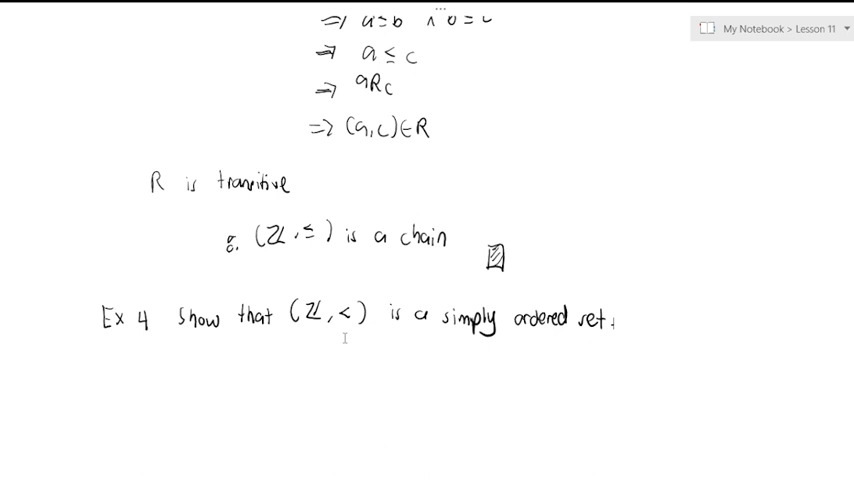 My Notebook > Lesson 11
⇒ a ≤ b ∧ b ≤ c
⇒ a ≤ c
⇒ aRc
⇒ (a,c) ∈ R
R is transitive
∴ (ℤ, ≤) is a chain
Ex 4 Show that (ℤ, <) is a simply ordered set.